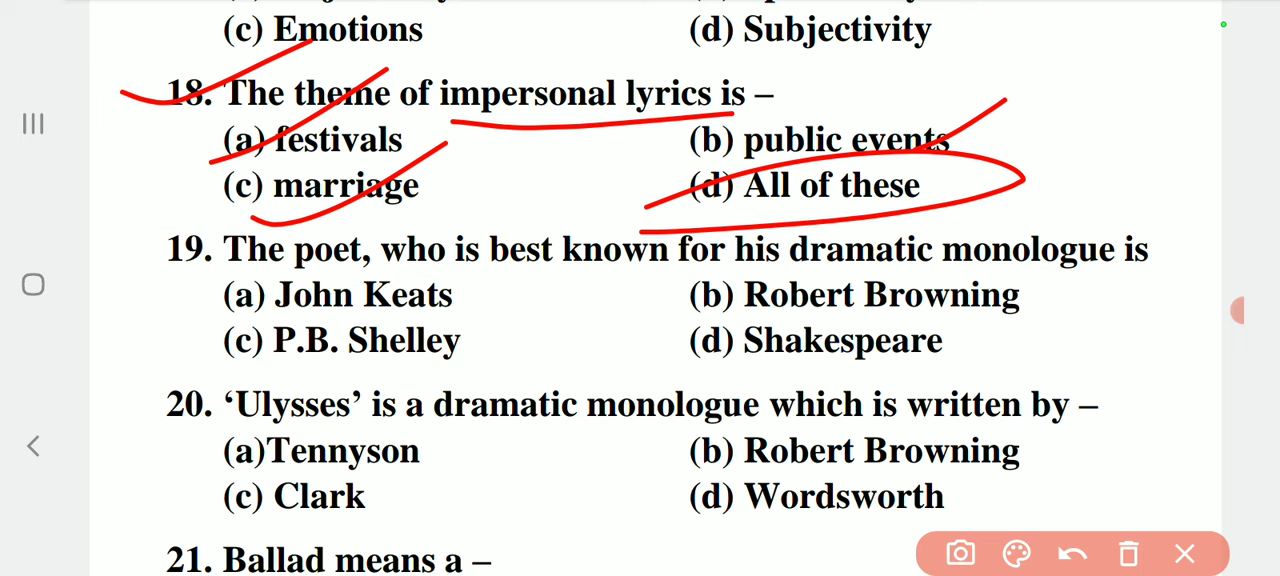 (c) Emotions (d) Subjectivity
18. The theme of impersonal lyrics is –
(a) festivals (b) public events
(c) marriage (d) All of these
19. The poet, who is best known for his dramatic monologue is
(a) John Keats (b) Robert Browning
(c) P.B. Shelley (d) Shakespeare
20. ‘Ulysses’ is a dramatic monologue which is written by –
(a)Tennyson (b) Robert Browning
(c) Clark (d) Wordsworth
21. Ballad means a –